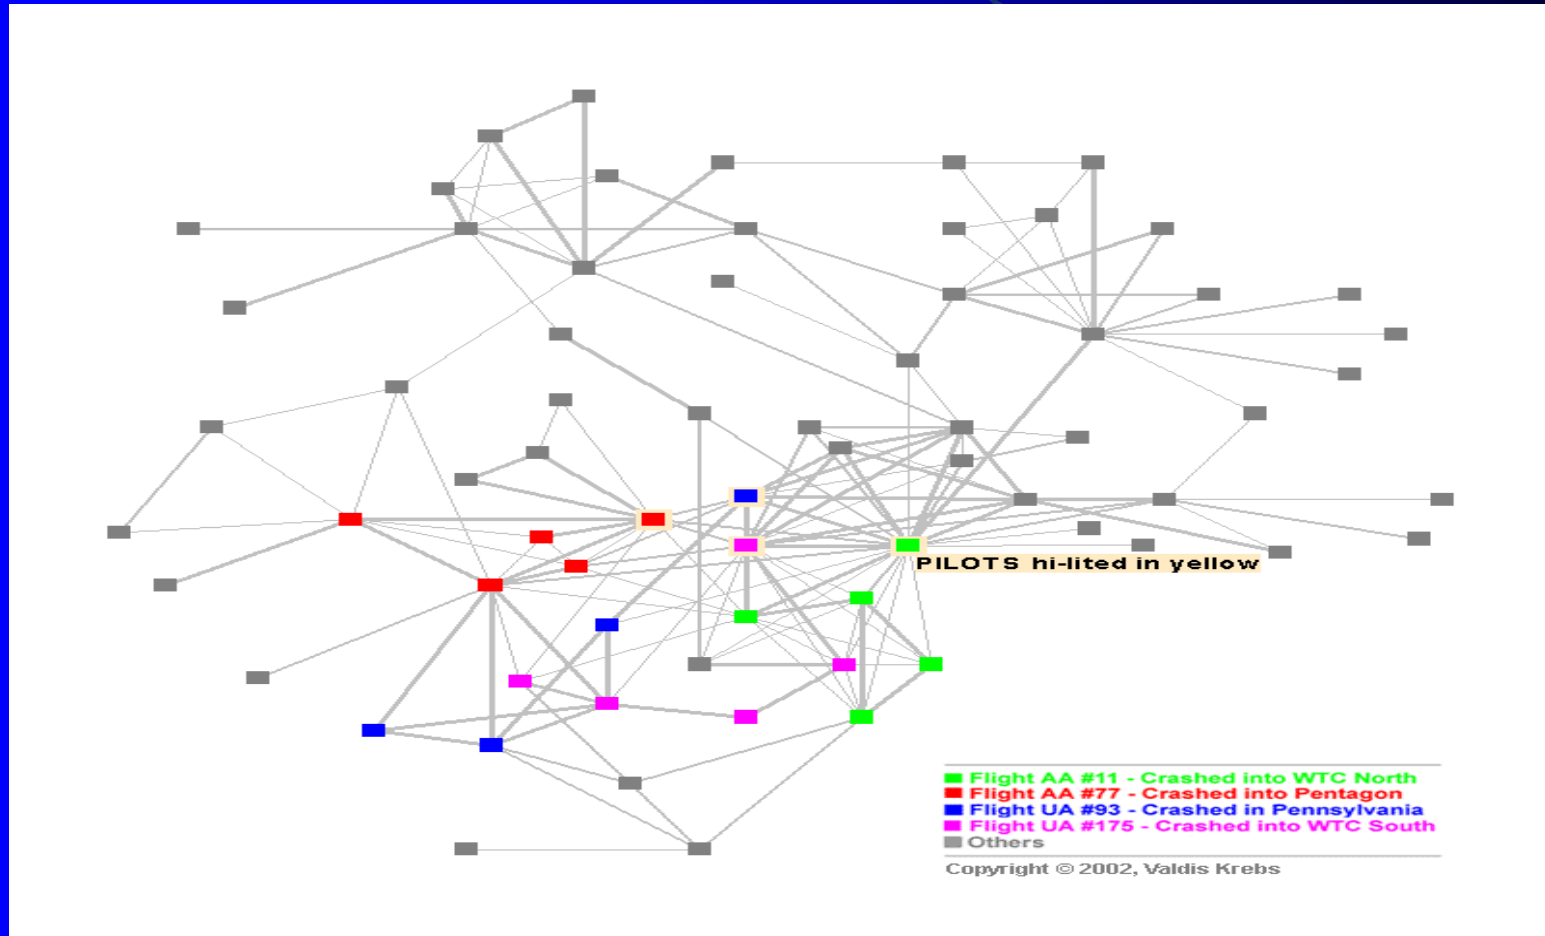 PILOTS hi-lited in yellow
Flight AA #11 - Crashed into WTC North
Flight AA #77 - Crashed into Pentagon
Flight UA #93 - Crashed in Pennsylvania
Flight UA #175 - Crashed into WTC South
Others
Copyright © 2002, Valdis Krebs